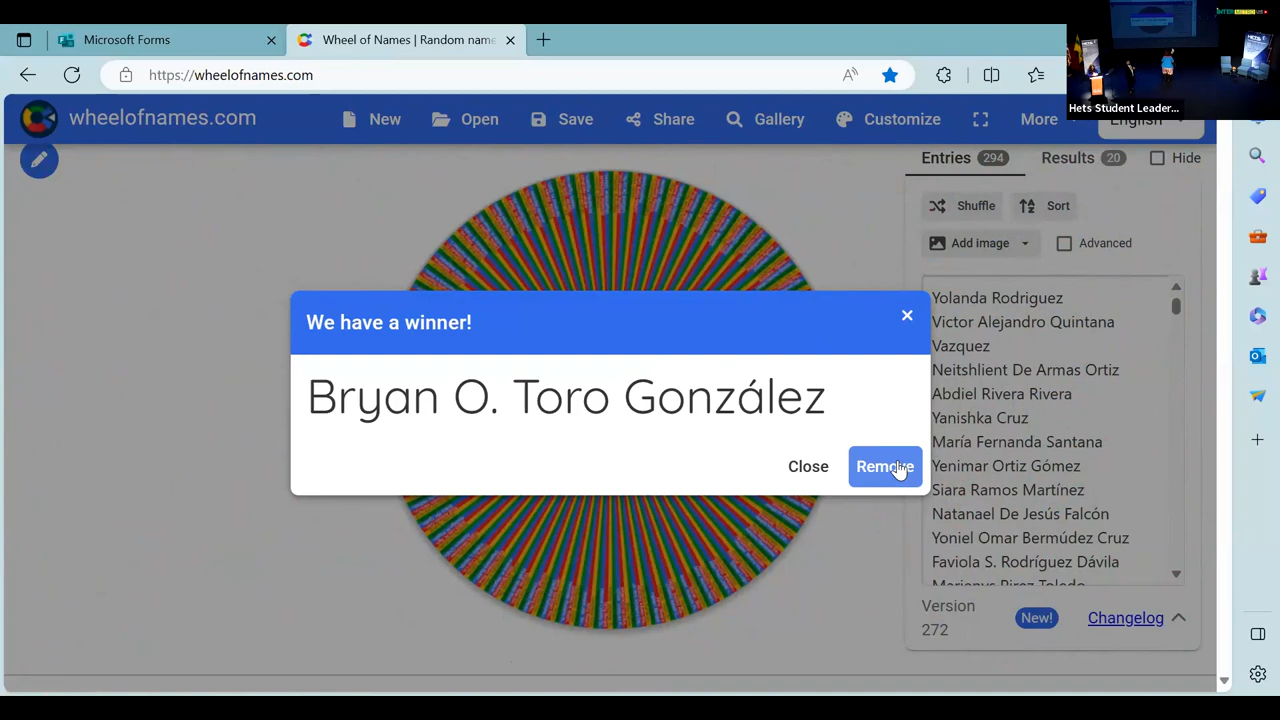 Microsoft Forms
Wheel of Names | Random name
https://wheelofnames.com
INTER METRO
HETS
Hets Student Leader...
wheelofnames.com
New
Open
Save
Share
Gallery
Customize
More
English
Entries 294
Results 20
Hide
Shuffle
Sort
Add image
Advanced
We have a winner!
Bryan O. Toro González
Close
Remove
Yolanda Rodriguez
Victor Alejandro Quintana
Vazquez
Neitshlient De Armas Ortiz
Abdiel Rivera Rivera
Yanishka Cruz
María Fernanda Santana
Yenimar Ortiz Gómez
Siara Ramos Martínez
Natanael De Jesús Falcón
Yoniel Omar Bermúdez Cruz
Faviola S. Rodríguez Dávila
Version
272
New!
Changelog